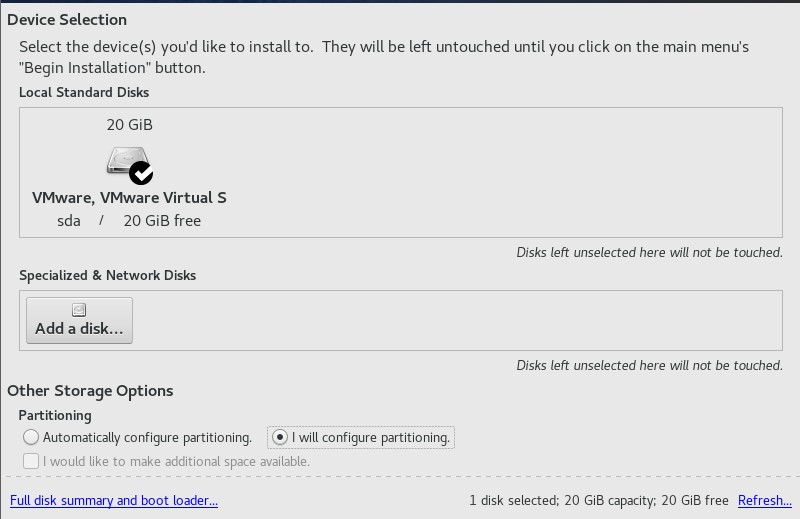 Device Selection
Select the device(s) you'd like to install to.  They will be left untouched until you click on the main menu's
"Begin Installation" button.
Local Standard Disks
20 GiB
VMware, VMware Virtual S
sda / 20 GiB free
Disks left unselected here will not be touched.
Specialized & Network Disks
Add a disk...
Disks left unselected here will not be touched.
Other Storage Options
Partitioning
Automatically configure partitioning. I will configure partitioning.
I would like to make additional space available.
Full disk summary and boot loader... 1 disk selected; 20 GiB capacity; 20 GiB free Refresh...